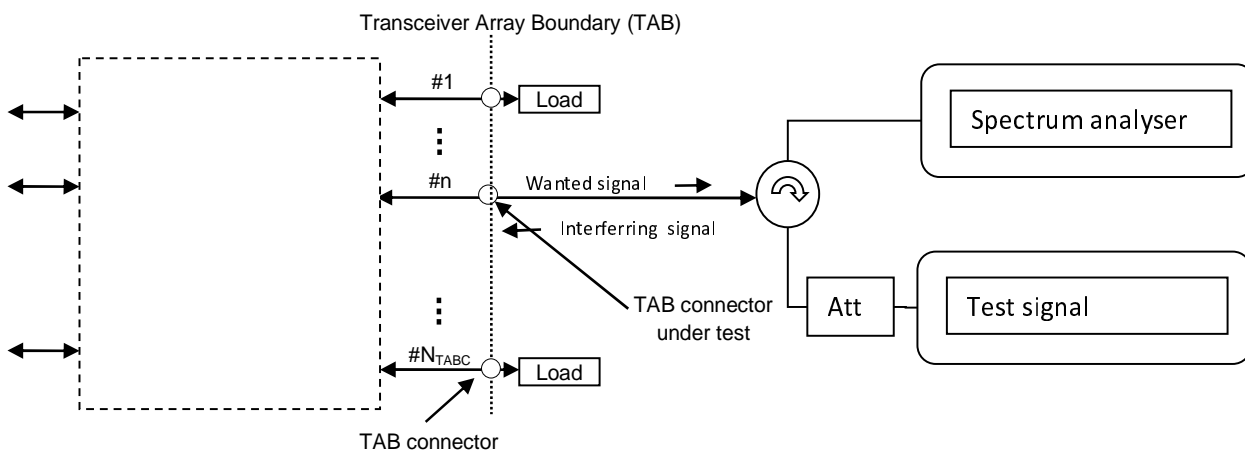 Transceiver Array Boundary (TAB)
#1
Load
Spectrum analyser
#n
Wanted signal
Interferring signal
TAB connector
under test
Att
Test signal
#NTABC
Load
TAB connector